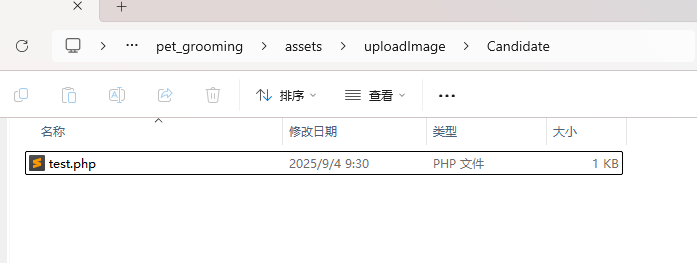 pet_grooming > assets > uploadImage > Candidate
排序 查看
名称 修改日期 类型 大小
test.php 2025/9/4 9:30 PHP 文件 1 KB